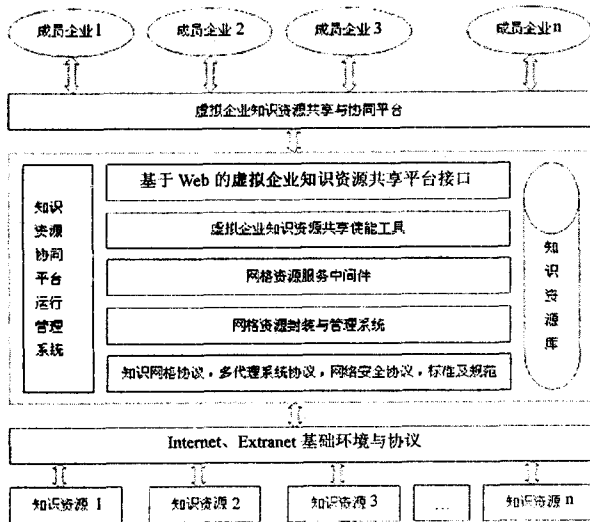 成员企业1 成员企业2 成员企业3 成员企业n
虚拟企业知识资源共享与协同平台
知识
资源
协同
平台
运行
管理
系统
基于 Web 的虚拟企业知识资源共享平台接口
虚拟企业知识资源共享使能工具
网格资源服务中间件
网格资源封装与管理系统
知识网格协议,多代理系统协议,网络安全协议,标准及规范
知
识
资
源
库
Internet、Extranet 基础环境与协议
知识资源 1 知识资源 2 知识资源 3 … 知识资源 n